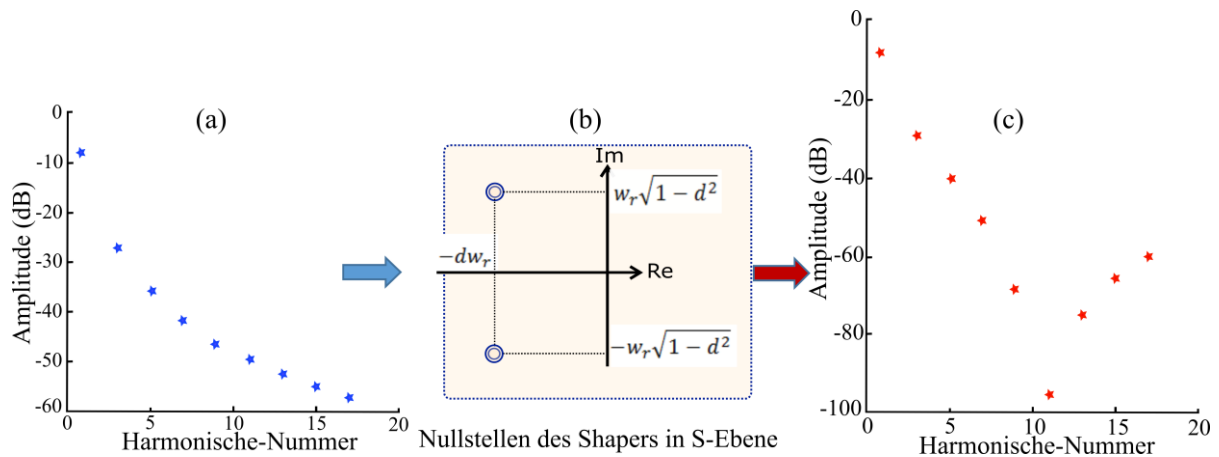 (a)
Amplitude (dB)
0
-10
-20
-30
-40
-50
-60
0
5
10
15
20
Harmonische-Nummer
(b)
Im
w_r√1 − d²
−dw_r
Re
−w_r√1 − d²
Nullstellen des Shapers in S-Ebene
(c)
Amplitude (dB)
0
-20
-40
-60
-80
-100
0
5
10
15
20
Harmonische-Nummer